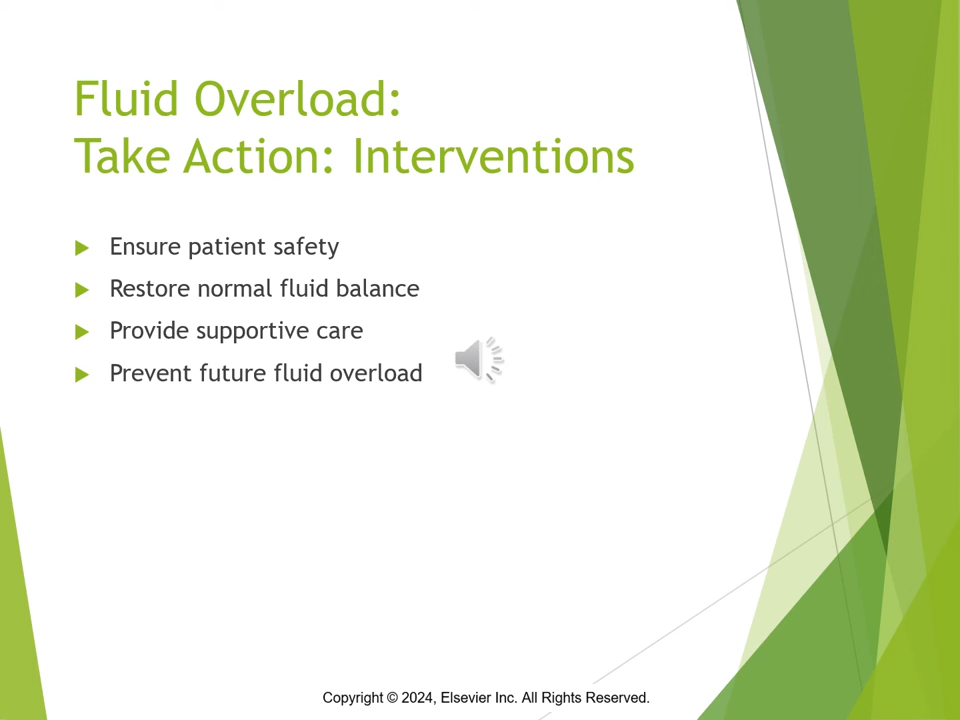 Fluid Overload:
Take Action: Interventions
Ensure patient safety
Restore normal fluid balance
Provide supportive care
Prevent future fluid overload
Copyright © 2024, Elsevier Inc. All Rights Reserved.